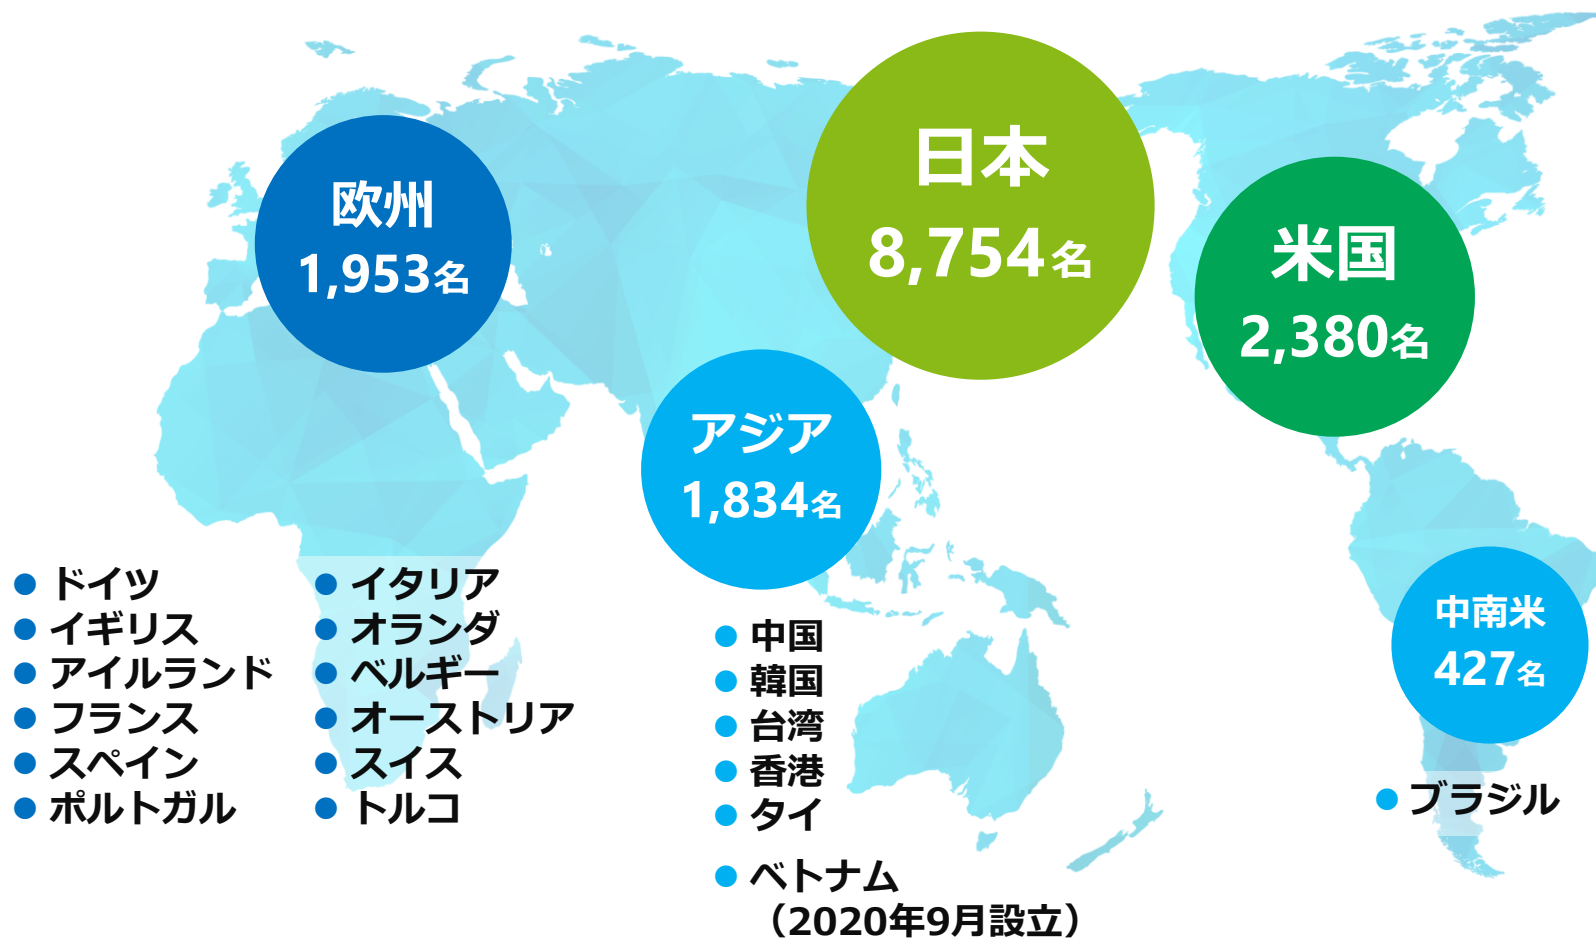 日本
8,754名
欧州
1,953名
米国
2,380名
アジア
1,834名
中南米
427名
ドイツ
イギリス
アイルランド
フランス
スペイン
ポルトガル
イタリア
オランダ
ベルギー
オーストリア
スイス
トルコ
中国
韓国
台湾
香港
タイ
ベトナム
（2020年9月設立）
ブラジル